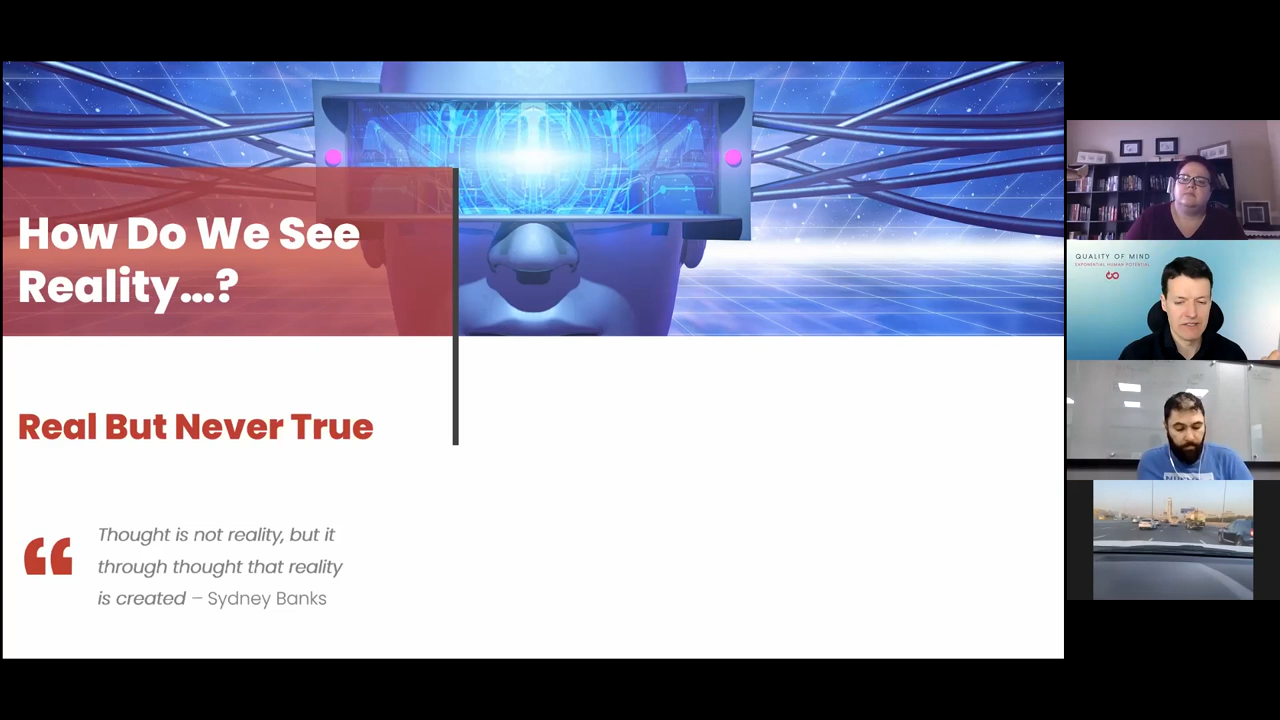 How Do We See
Reality...?
Real But Never True
“
Thought is not reality, but it
through thought that reality
is created – Sydney Banks
QUALITY OF MIND
EXPONENTIAL HUMAN POTENTIAL